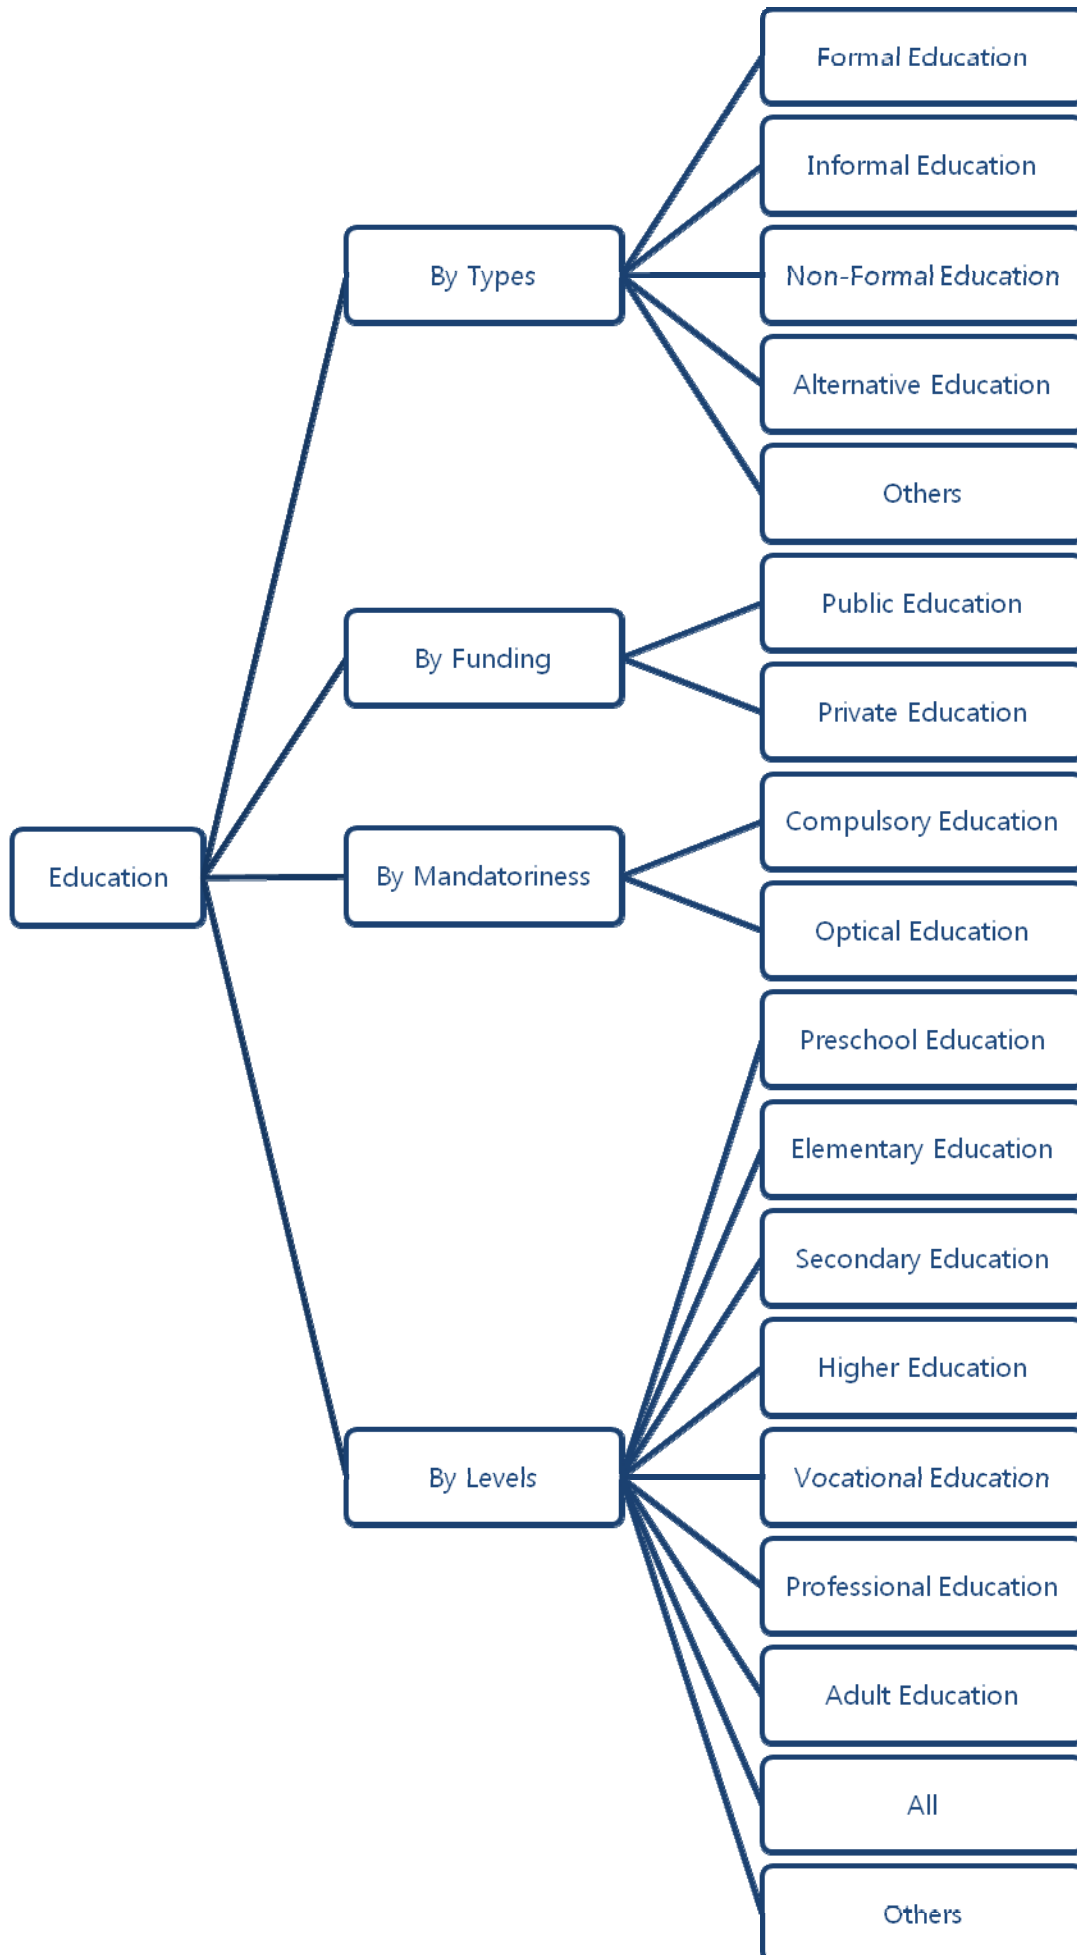 Education
By Types
Formal Education
Informal Education
Non-Formal Education
Alternative Education
Others
By Funding
Public Education
Private Education
By Mandatoriness
Compulsory Education
Optical Education
By Levels
Preschool Education
Elementary Education
Secondary Education
Higher Education
Vocational Education
Professional Education
Adult Education
All
Others